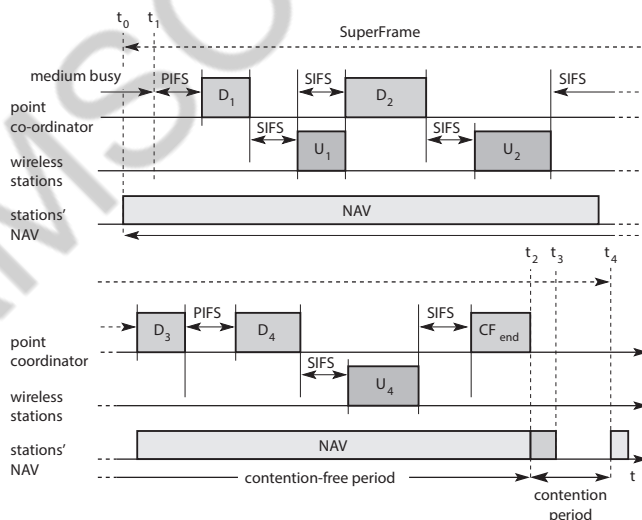 t0 t1
SuperFrame
medium busy PIFS SIFS SIFS
D1 D2
point
co-ordinator
SIFS SIFS
U1 U2
wireless
stations
stations'
NAV
NAV
t2 t3 t4
PIFS SIFS
D3 D4 CFend
point
coordinator
SIFS
U4
wireless
stations
stations'
NAV
NAV
contention-free period t
contention
period